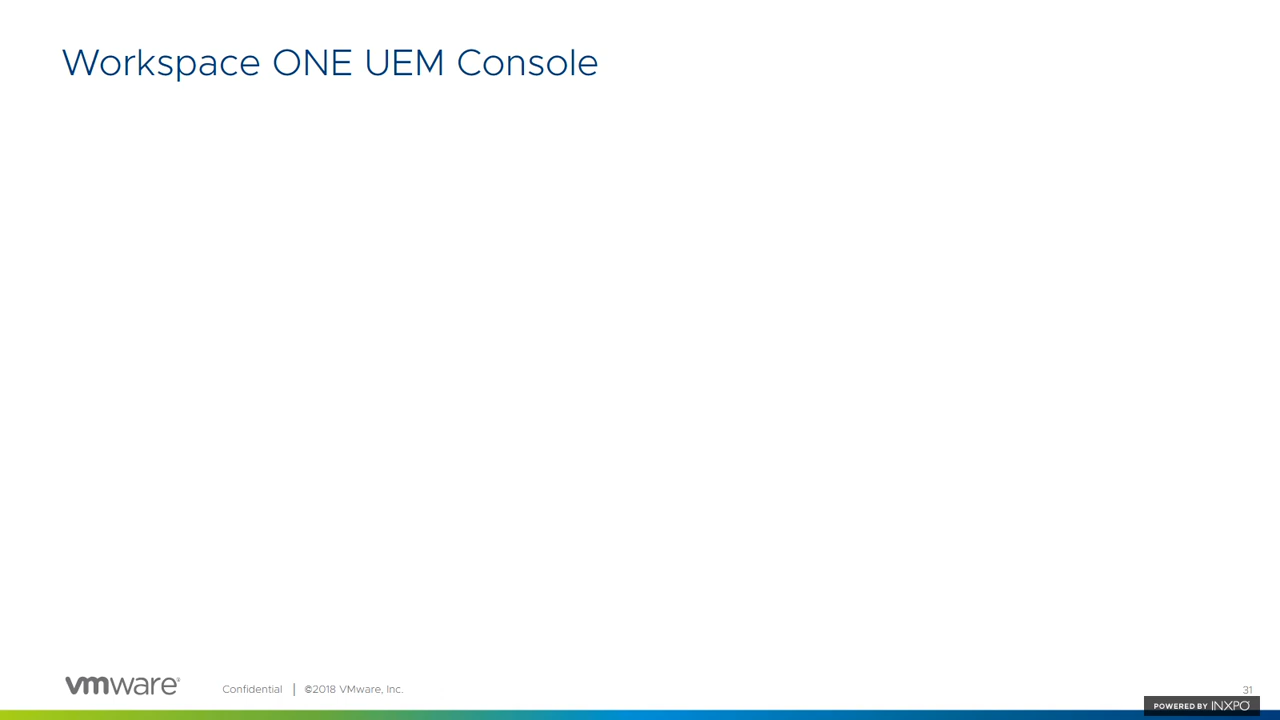 Workspace ONE UEM Console
vmware®
Confidential | ©2018 VMware, Inc.
31
POWERED BY INXPO